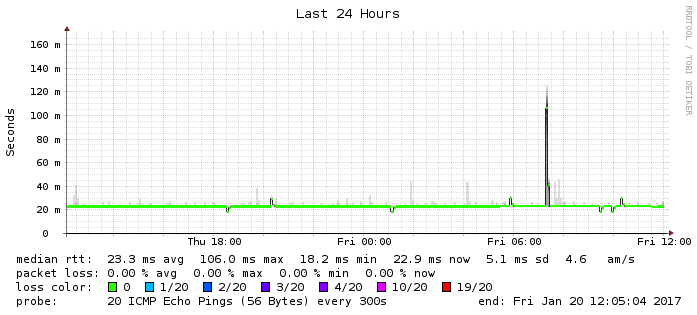 Last 24 Hours
RRDTOOL / TOBI OETIKER
Seconds
160 m
140 m
120 m
100 m
80 m
60 m
40 m
20 m
0
Thu 18:00 Fri 00:00 Fri 06:00 Fri 12:00
median rtt: 23.3 ms avg 106.0 ms max 18.2 ms min 22.9 ms now 5.1 ms sd 4.6 am/s
packet loss: 0.00 % avg 0.00 % max 0.00 % min 0.00 % now
loss color: 0 1/20 2/20 3/20 4/20 10/20 19/20
probe: 20 ICMP Echo Pings (56 Bytes) every 300s end: Fri Jan 20 12:05:04 2017